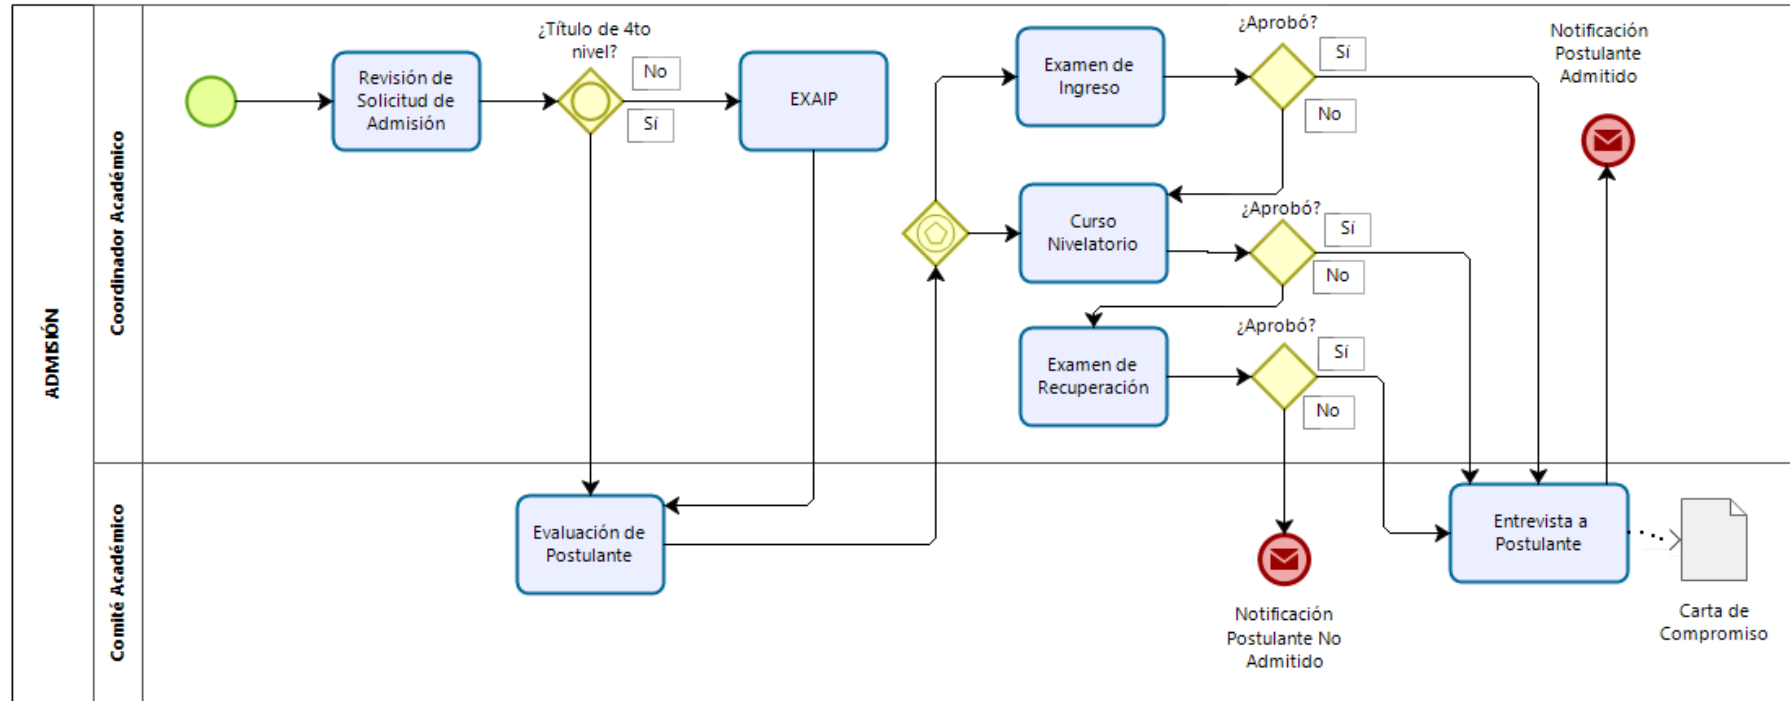 ADMISIÓN
Coordinador Académico
Comité Académico
Revisión de
Solicitud de
Admisión
¿Título de 4to
nivel?
No
Sí
EXAIP
Evaluación de
Postulante
Examen de
Ingreso
¿Aprobó?
Sí
No
Curso
Nivelatorio
¿Aprobó?
Sí
No
Examen de
Recuperación
¿Aprobó?
Sí
No
Notificación
Postulante No
Admitido
Entrevista a
Postulante
Notificación
Postulante
Admitido
Carta de
Compromiso